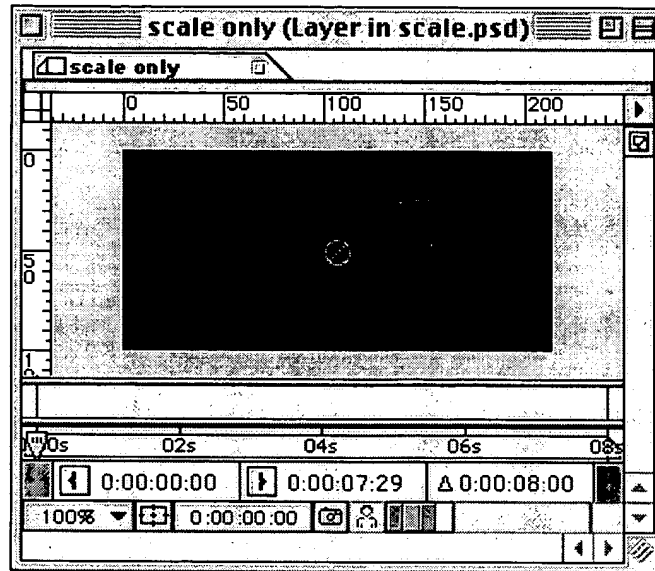 scale only (Layer in scale.psd)
scale only
0 50 100 150 200
0
50
0s 02s 04s 06s 08s
0:00:00:00 0:00:07:29 Δ 0:00:08:00
100% 0:00:00:00